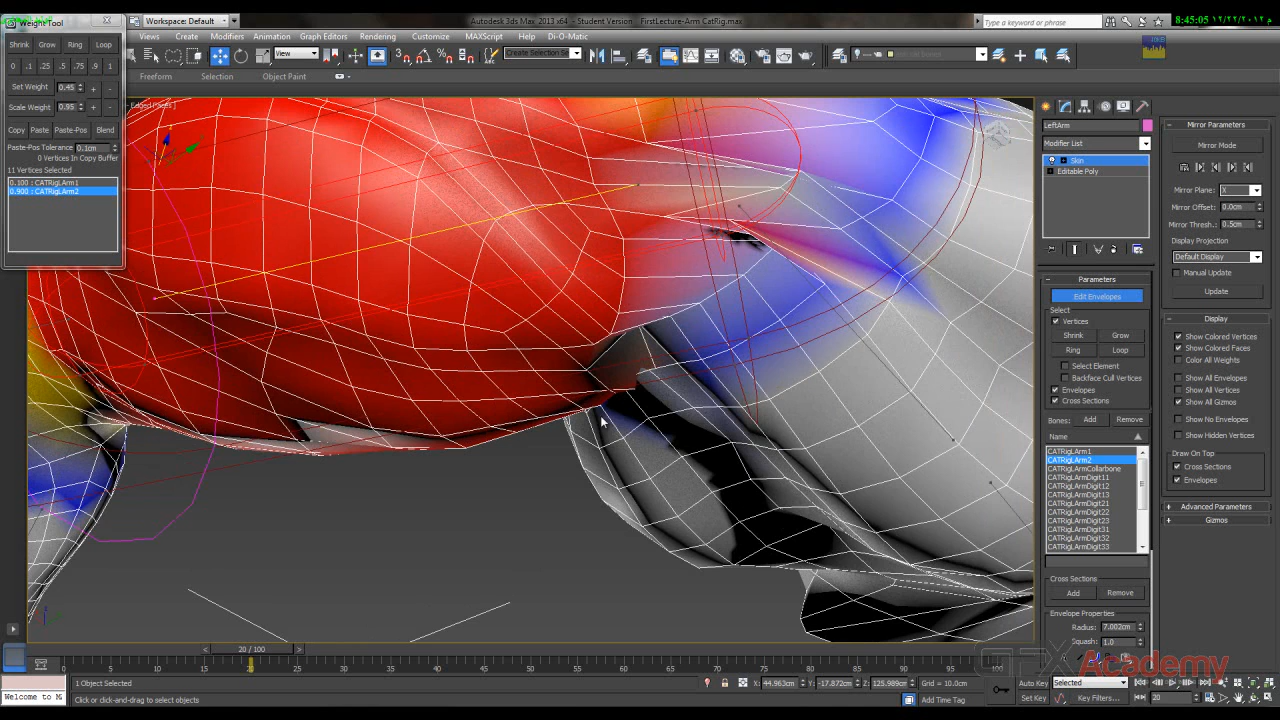 Weight Tool
Workspace: Default
Autodesk 3ds Max 2013 x64 - Student Version FirstLecture-Arm CatRig.max
Type a keyword or phrase
8:45:05
Views Create Modifiers Animation Graph Editors Rendering Customize MAXScript Help Di-O-Matic
Shrink Grow Ring Loop
View
Create Selection Se
0 .1 .25 .5 .75 .9 1
Freeform Selection Object Paint
Set Weight 0.45 + -
Scale Weight 0.95 + -
Copy Paste Paste-Pos Blend
Paste-Pos Tolerance 0.1cm
0 Vertices In Copy Buffer
11 Vertices Selected
0.100 : CATRigLArm1
0.900 : CATRigLArm2
LeftArm
Modifier List
Skin
Editable Poly
Parameters
Edit Envelopes
Select
Vertices
Shrink Grow
Ring Loop
Select Element
Backface Cull Vertices
Envelopes
Cross Sections
Bones: Add Remove
Name
CATRigLArm1
CATRigLArm2
CATRigLArmCollarbone
CATRigLArmDigit11
CATRigLArmDigit12
CATRigLArmDigit13
CATRigLArmDigit21
CATRigLArmDigit22
CATRigLArmDigit23
CATRigLArmDigit31
CATRigLArmDigit32
CATRigLArmDigit33
Cross Sections
Add Remove
Envelope Properties
Radius: 7.002cm
Squash: 1.0
Mirror Parameters
Mirror Mode
Mirror Plane: X
Mirror Offset: 0.0cm
Mirror Thresh.: 0.5cm
Display Projection
Default Display
Manual Update
Update
Display
Show Colored Vertices
Show Colored Faces
Color All Weights
Show All Envelopes
Show All Vertices
Show All Gizmos
Show No Envelopes
Show Hidden Vertices
Draw On Top
Cross Sections
Envelopes
Advanced Parameters
Gizmos
GFXAcademy
20 / 100
0 5 10 15 20 25 30 35 40 45 50 55 60 65 70 75 80 85 90 95 100
1 Object Selected
X: 44.963cm Y: -17.872cm Z: 125.989cm Grid = 10.0cm
Auto Key Selected
Welcome to M
Click or click-and-drag to select objects
Add Time Tag
Set Key Key Filters... 20